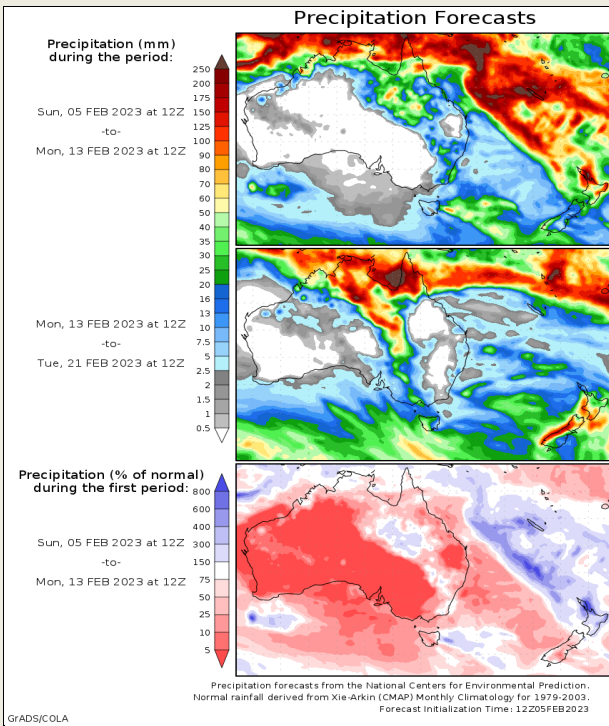 Precipitation Forecasts
Precipitation (mm)
during the period:
Sun, 05 FEB 2023 at 12Z
-to-
Mon, 13 FEB 2023 at 12Z
250
200
175
150
125
100
90
80
70
60
50
40
35
30
25
20
16
13
10
7.5
5
2.5
2
1.5
1
0.5
Mon, 13 FEB 2023 at 12Z
-to-
Tue, 21 FEB 2023 at 12Z
Precipitation (% of normal)
during the first period:
Sun, 05 FEB 2023 at 12Z
-to-
Mon, 13 FEB 2023 at 12Z
800
600
400
300
150
75
50
25
10
5
Precipitation forecasts from the National Centers for Environmental Prediction.
Normal rainfall derived from Xie-Arkin (CMAP) Monthly Climatology for 1979-2003.
Forecast Initialization Time: 12Z05FEB2023
GrADS/COLA